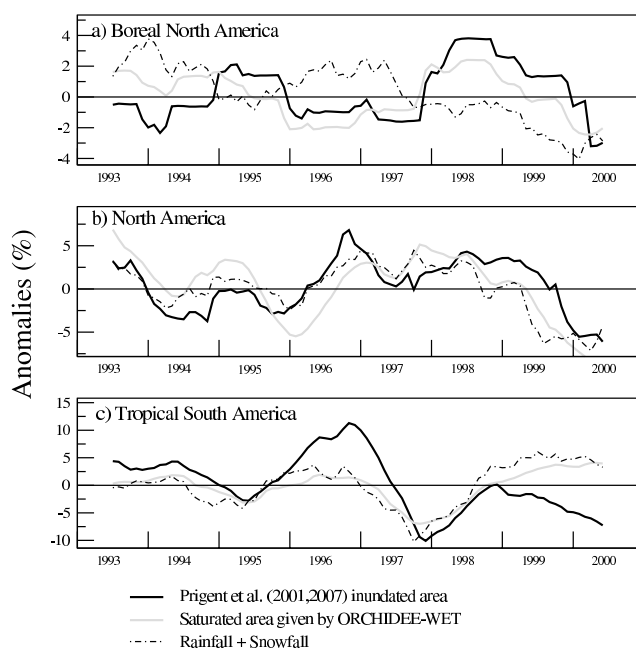 a) Boreal North America
4
2
0
-2
-4
1993 1994 1995 1996 1997 1998 1999 2000
b) North America
5
0
-5
1993 1994 1995 1996 1997 1998 1999 2000
Anomalies (%)
c) Tropical South America
15
10
5
0
-5
-10
1993 1994 1995 1996 1997 1998 1999 2000
Prigent et al. (2001,2007) inundated area
Saturated area given by ORCHIDEE-WET
Rainfall + Snowfall